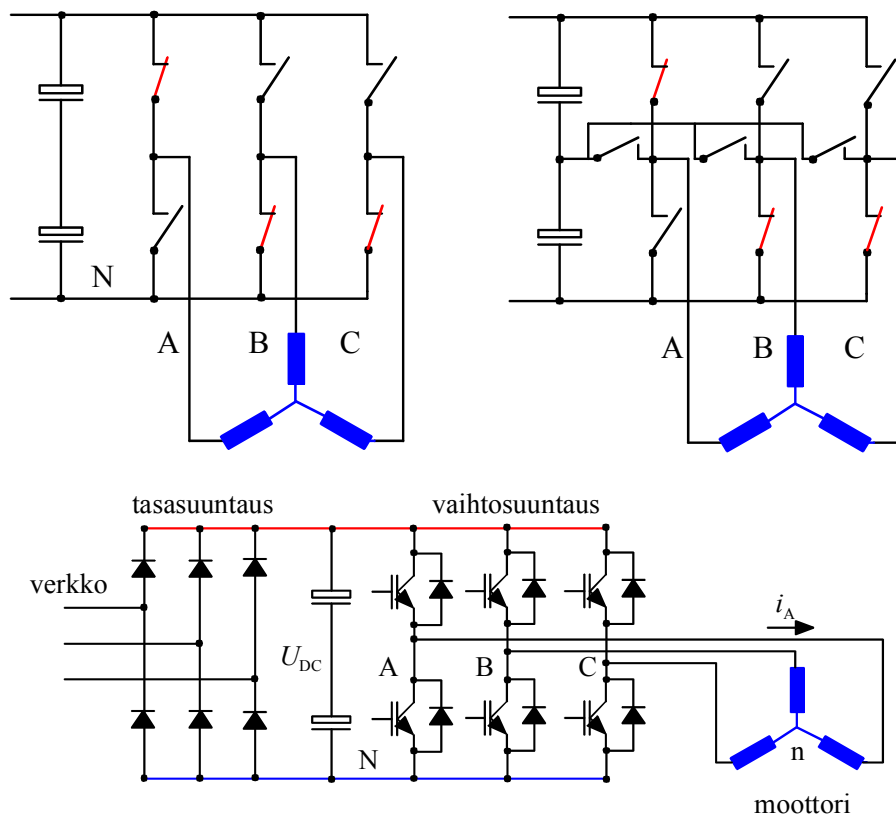 N
A B C
A B C
tasasuuntaus vaihtosuuntaus
verkko
i_A
U_DC A B C
N
n
moottori